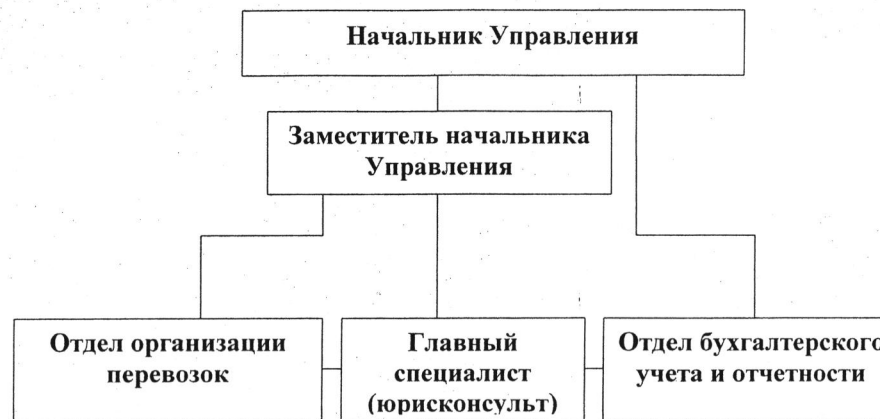 Начальник Управления
Заместитель начальника
Управления
Отдел организации
перевозок
Главный
специалист
(юрисконсульт)
Отдел бухгалтерского
учета и отчетности